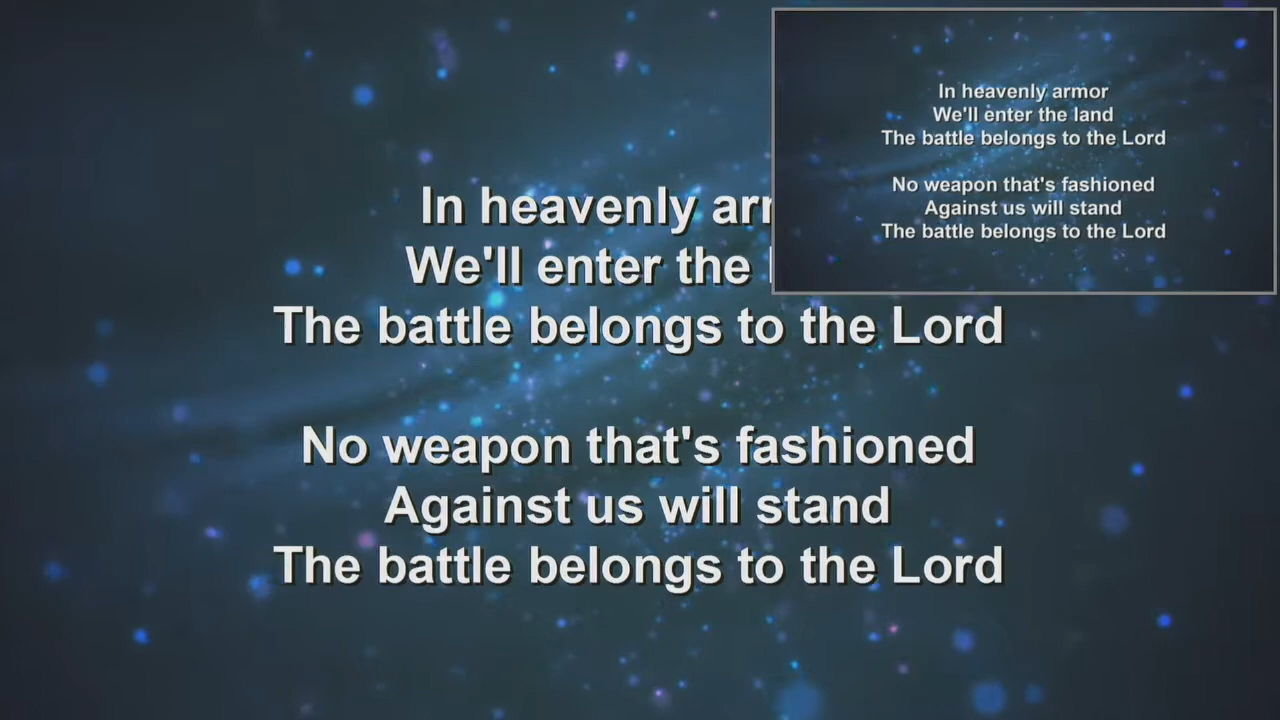 In heavenly arr
We'll enter the
The battle belongs to the Lord
No weapon that's fashioned
Against us will stand
The battle belongs to the Lord
In heavenly armor
We'll enter the land
The battle belongs to the Lord
No weapon that's fashioned
Against us will stand
The battle belongs to the Lord